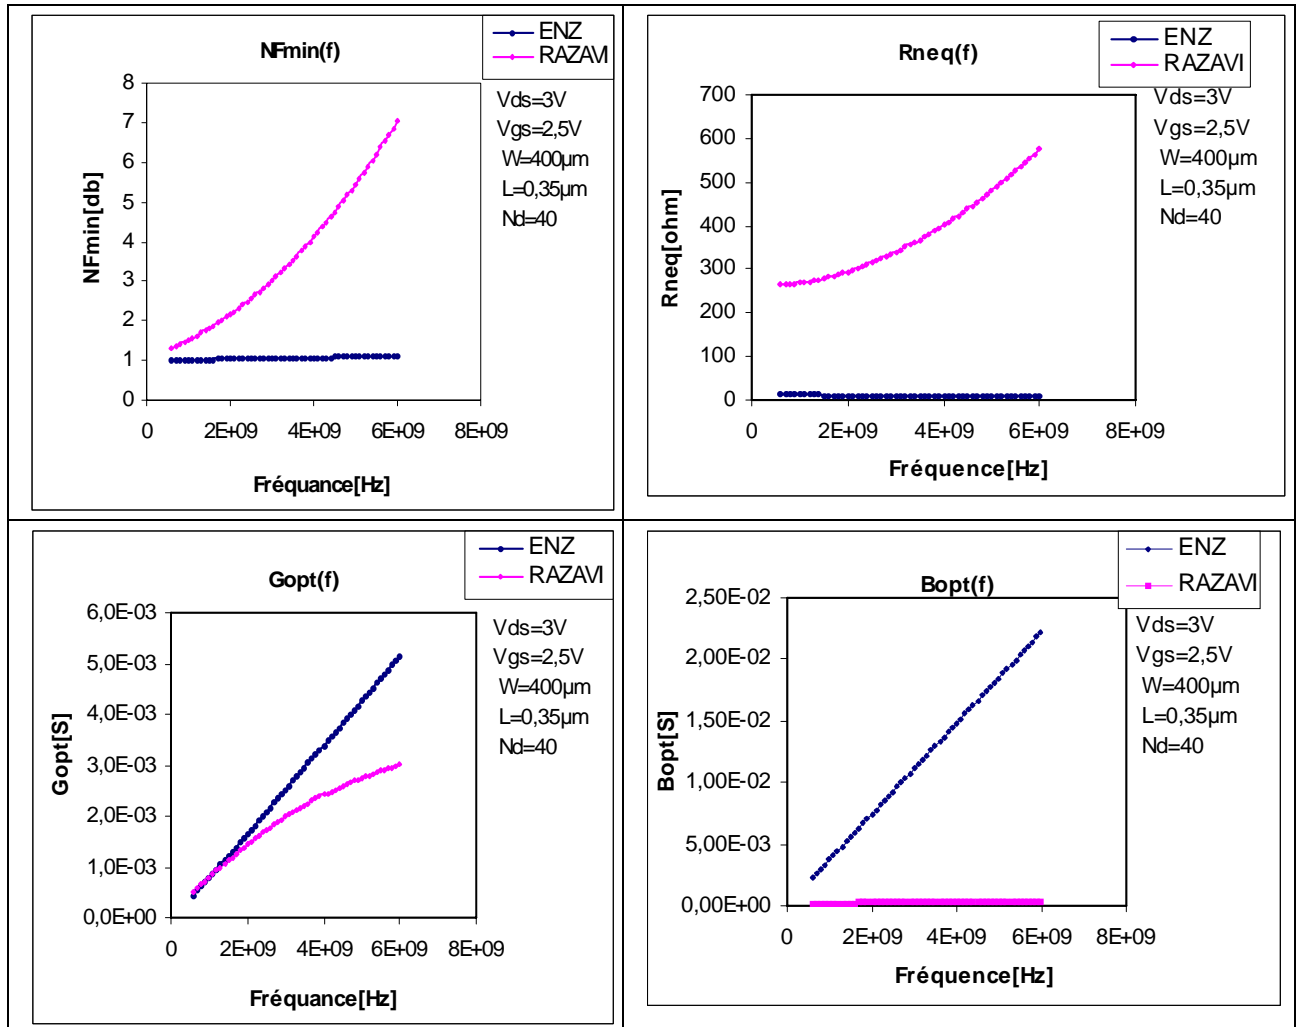 NFmin(f)
ENZ
RAZAVI
Vds=3V
Vgs=2,5V
W=400µm
L=0,35µm
Nd=40
NFmin[db]
8
7
6
5
4
3
2
1
0
0 2E+09 4E+09 6E+09 8E+09
Fréquance[Hz]
Rneq(f)
ENZ
RAZAVI
Vds=3V
Vgs=2,5V
W=400µm
L=0,35µm
Nd=40
Rneq[ohm]
700
600
500
400
300
200
100
0
0 2E+09 4E+09 6E+09 8E+09
Fréquence[Hz]
Gopt(f)
ENZ
RAZAVI
Vds=3V
Vgs=2,5V
W=400µm
L=0,35µm
Nd=40
Gopt[S]
6,0E-03
5,0E-03
4,0E-03
3,0E-03
2,0E-03
1,0E-03
0,0E+00
0 2E+09 4E+09 6E+09 8E+09
Fréquance[Hz]
Bopt(f)
ENZ
RAZAVI
Vds=3V
Vgs=2,5V
W=400µm
L=0,35µm
Nd=40
Bopt[S]
2,50E-02
2,00E-02
1,50E-02
1,00E-02
5,00E-03
0,00E+00
0 2E+09 4E+09 6E+09 8E+09
Fréquence[Hz]